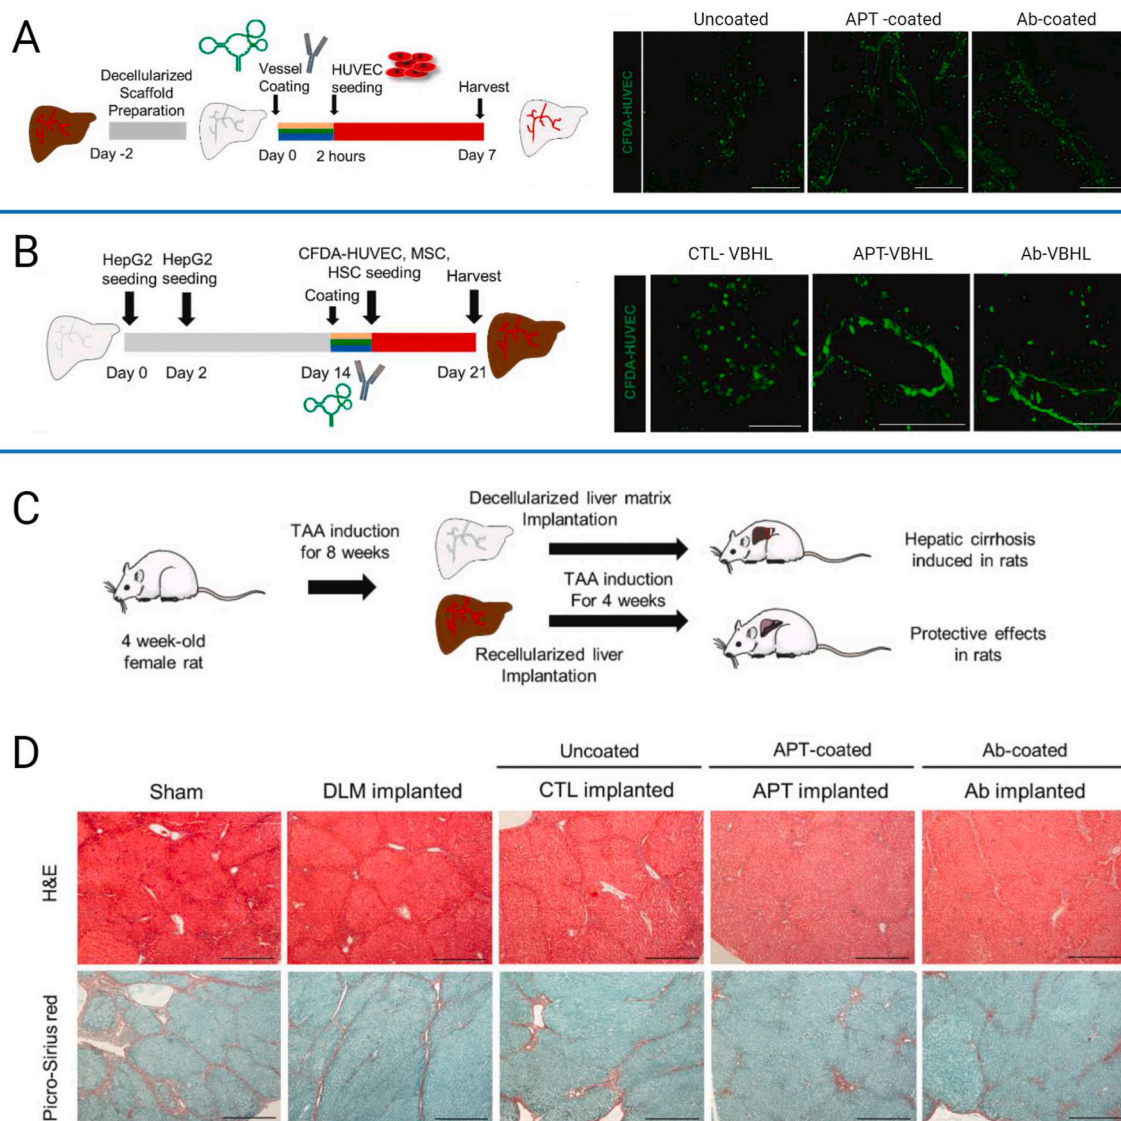 A
Decellularized
Scaffold
Preparation
Day -2
Vessel
Coating
HUVEC
seeding
Harvest
Day 0
2 hours
Day 7
Uncoated
APT -coated
Ab-coated
CFDA-HUVEC
B
HepG2
seeding
HepG2
seeding
CFDA-HUVEC, MSC,
HSC seeding
Coating
Harvest
Day 0
Day 2
Day 14
Day 21
CTL- VBHL
APT-VBHL
Ab-VBHL
CFDA-HUVEC
C
4 week-old
female rat
TAA induction
for 8 weeks
Decellularized liver matrix
Implantation
TAA induction
For 4 weeks
Recellularized liver
Implantation
Hepatic cirrhosis
induced in rats
Protective effects
in rats
D
Uncoated
APT-coated
Ab-coated
Sham
DLM implanted
CTL implanted
APT implanted
Ab implanted
H&E
Picro-Sirius red